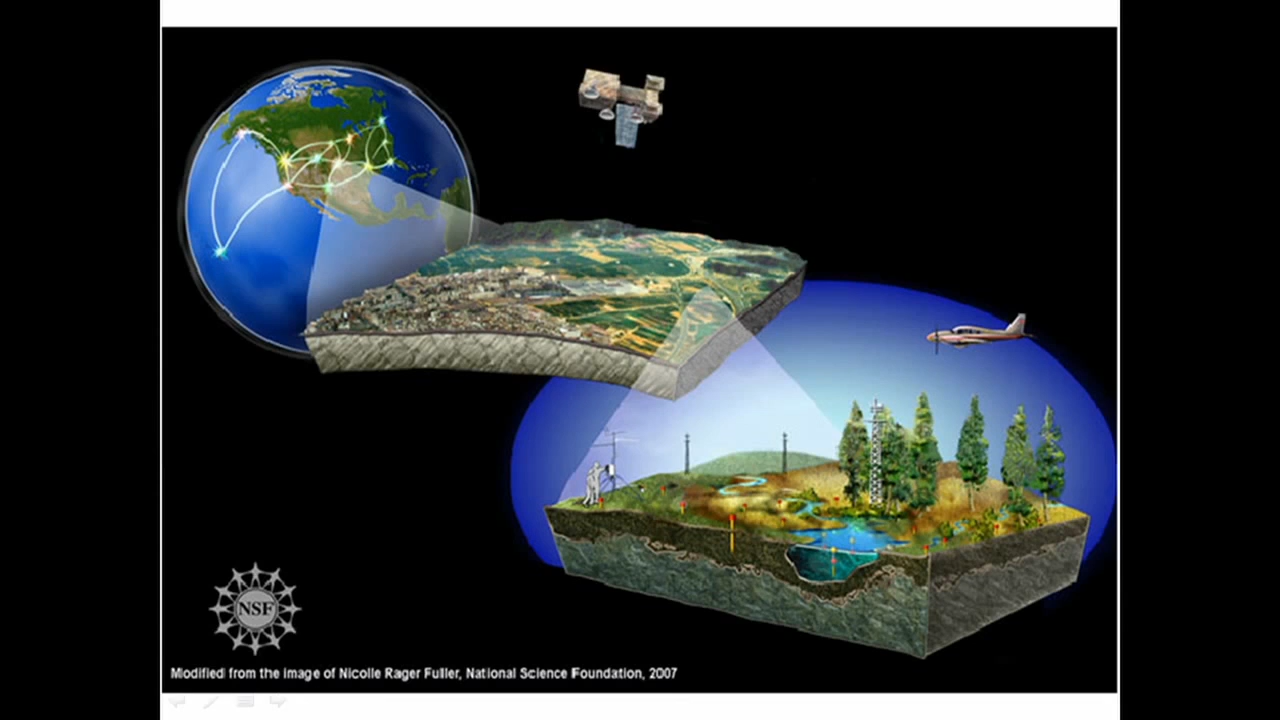 NSF
Modified from the image of Nicolle Rager Fuller, National Science Foundation, 2007